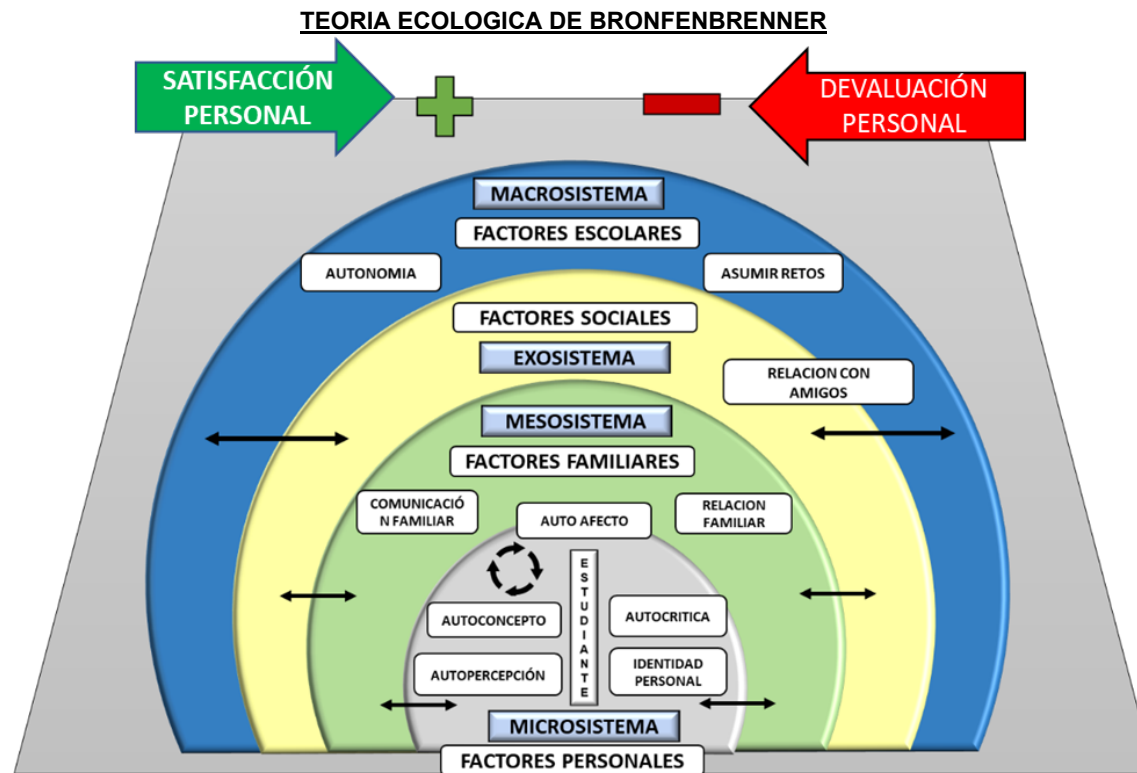 TEORIA ECOLOGICA DE BRONFENBRENNER
SATISFACCIÓN
PERSONAL
DEVALUACIÓN
PERSONAL
MACROSISTEMA
FACTORES ESCOLARES
AUTONOMIA
ASUMIR RETOS
FACTORES SOCIALES
EXOSISTEMA
RELACION CON
AMIGOS
MESOSISTEMA
FACTORES FAMILIARES
COMUNICACIÓ
N FAMILIAR
AUTO AFECTO
RELACION
FAMILIAR
ESTUDIANTE
AUTOCONCEPTO
AUTOCRITICA
AUTOPERCEPCIÓN
IDENTIDAD
PERSONAL
MICROSISTEMA
FACTORES PERSONALES